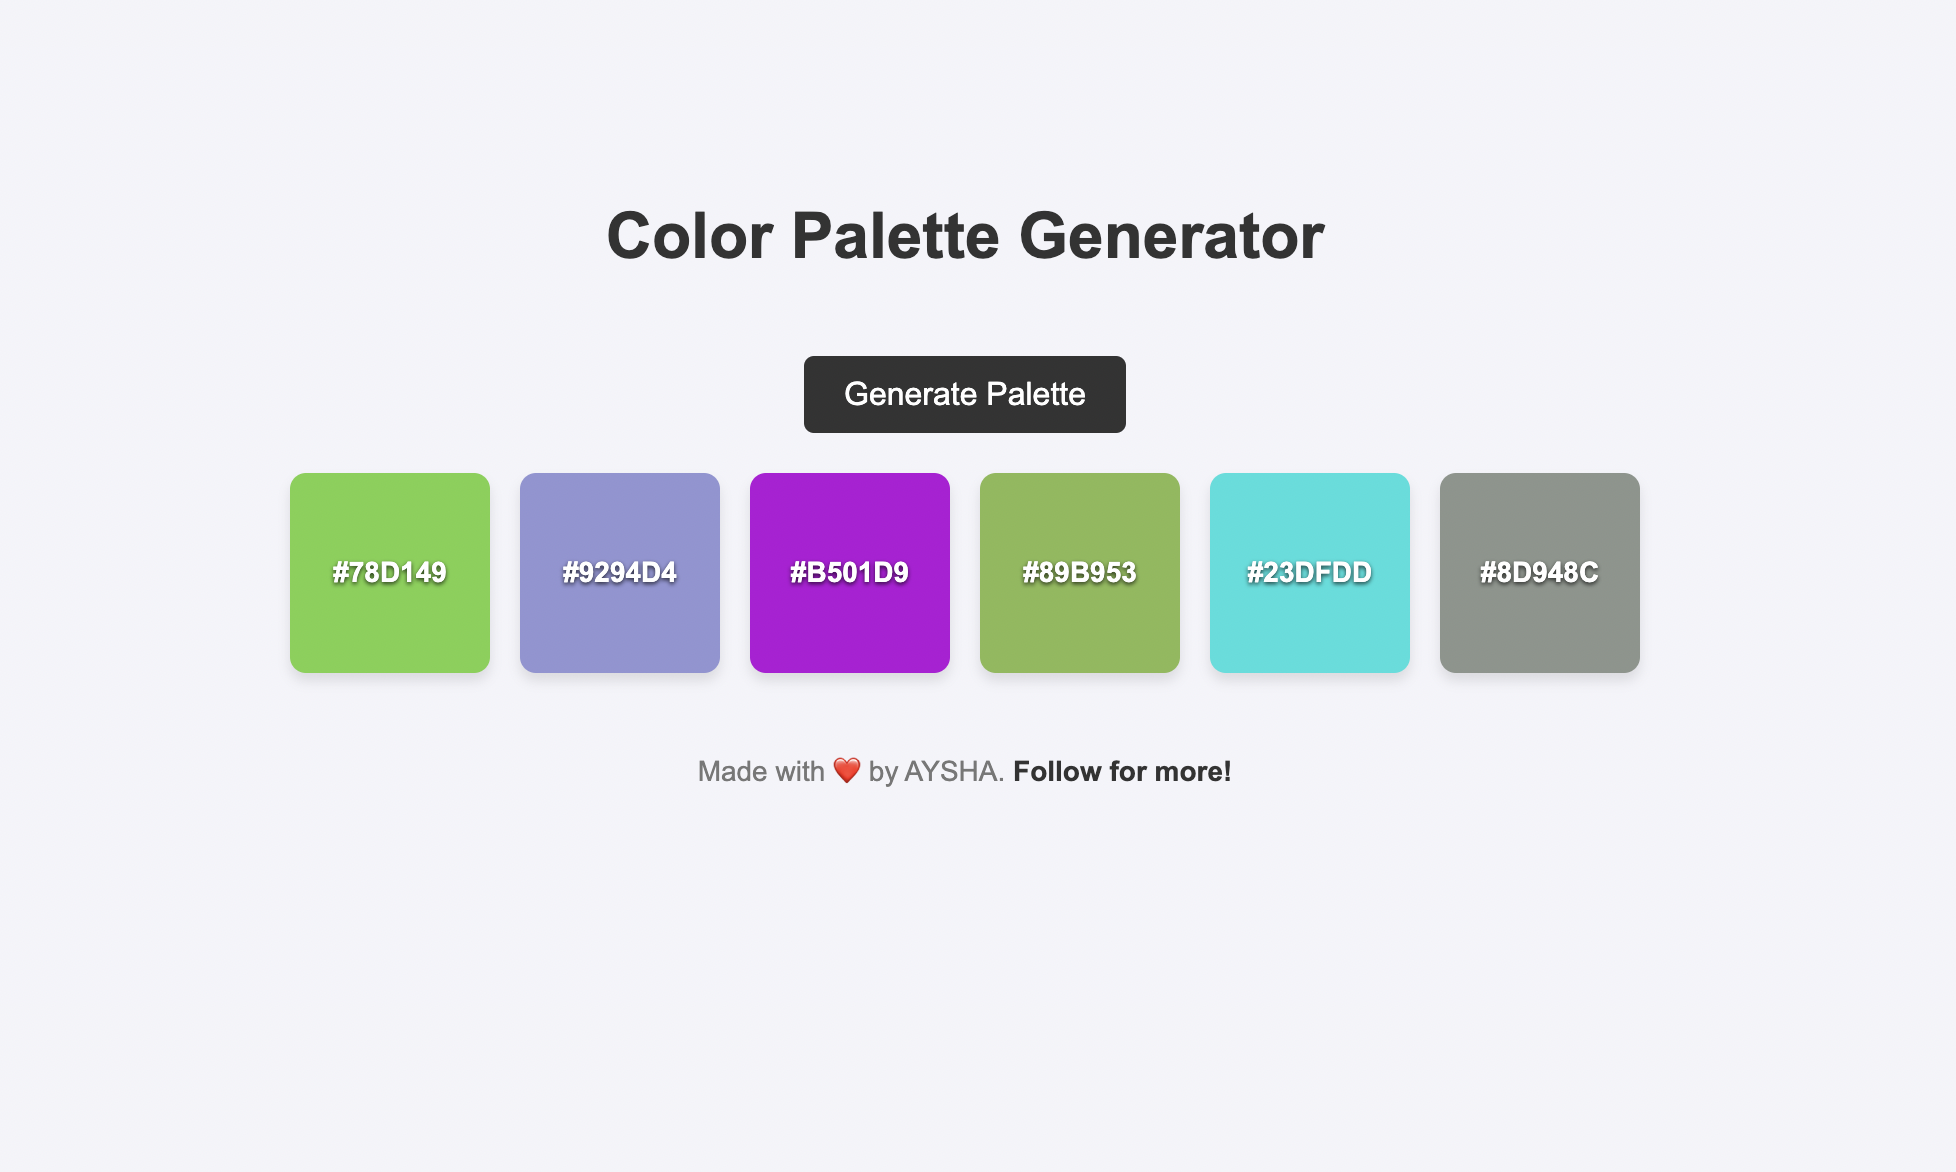 Color Palette Generator
Generate Palette
#78D149 #9294D4 #B501D9 #89B953 #23DFDD #8D948C
Made with ❤️ by AYSHA. Follow for more!